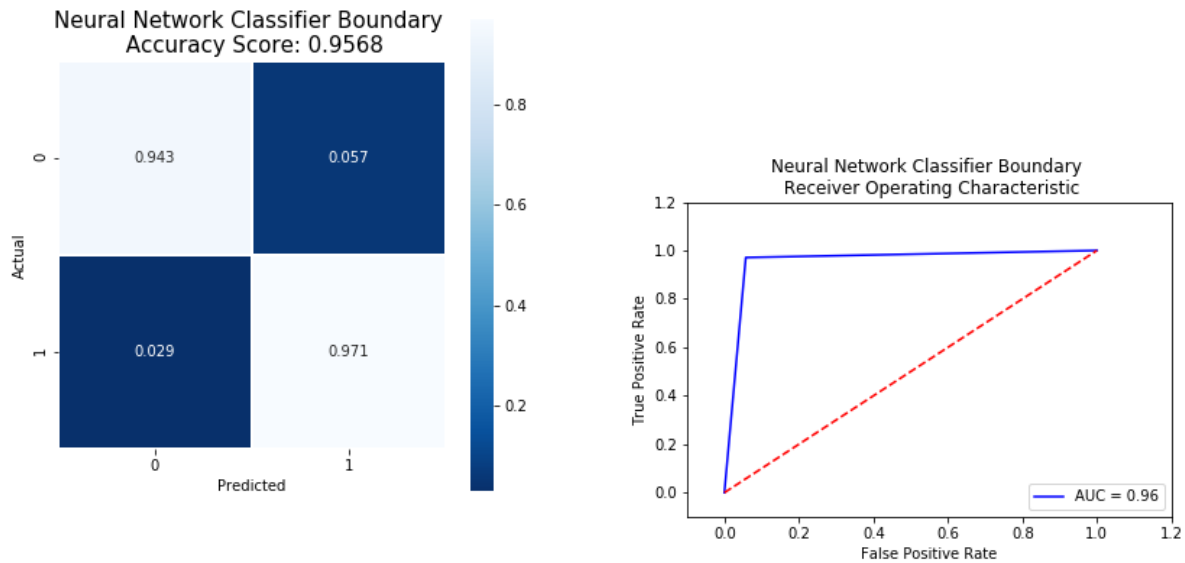 Neural Network Classifier Boundary
Accuracy Score: 0.9568
0.943
0.057
0.029
0.971
0
1
Actual
0
1
Predicted
0.8
0.6
0.4
0.2
Neural Network Classifier Boundary
Receiver Operating Characteristic
1.2
1.0
0.8
0.6
0.4
0.2
0.0
True Positive Rate
0.0
0.2
0.4
0.6
0.8
1.0
1.2
False Positive Rate
AUC = 0.96